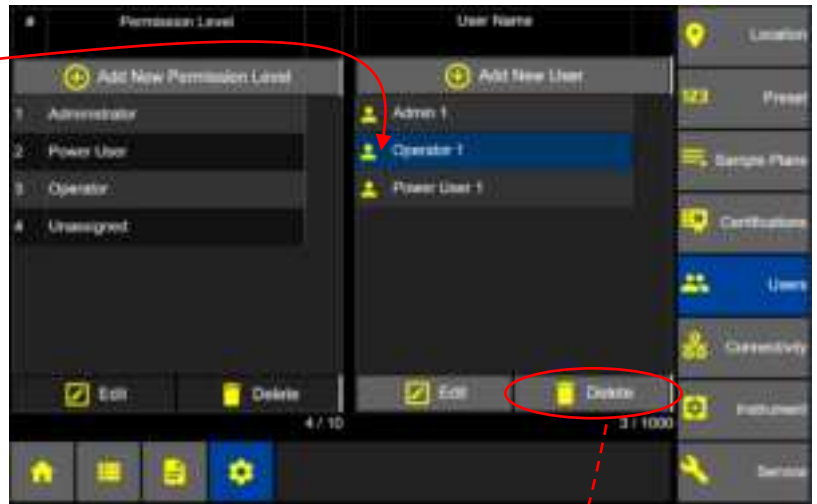 # Permission Level
Add New Permission Level
1 Administrator
2 Power User
3 Operator
4 Unassigned
Edit Delete
4 / 10
User Name
Add New User
Admin 1
Operator 1
Power User 1
Edit Delete
3 / 1000
Location
123 Preset
Sample Plans
Certifications
Users
Connectivity
Instrument
Service